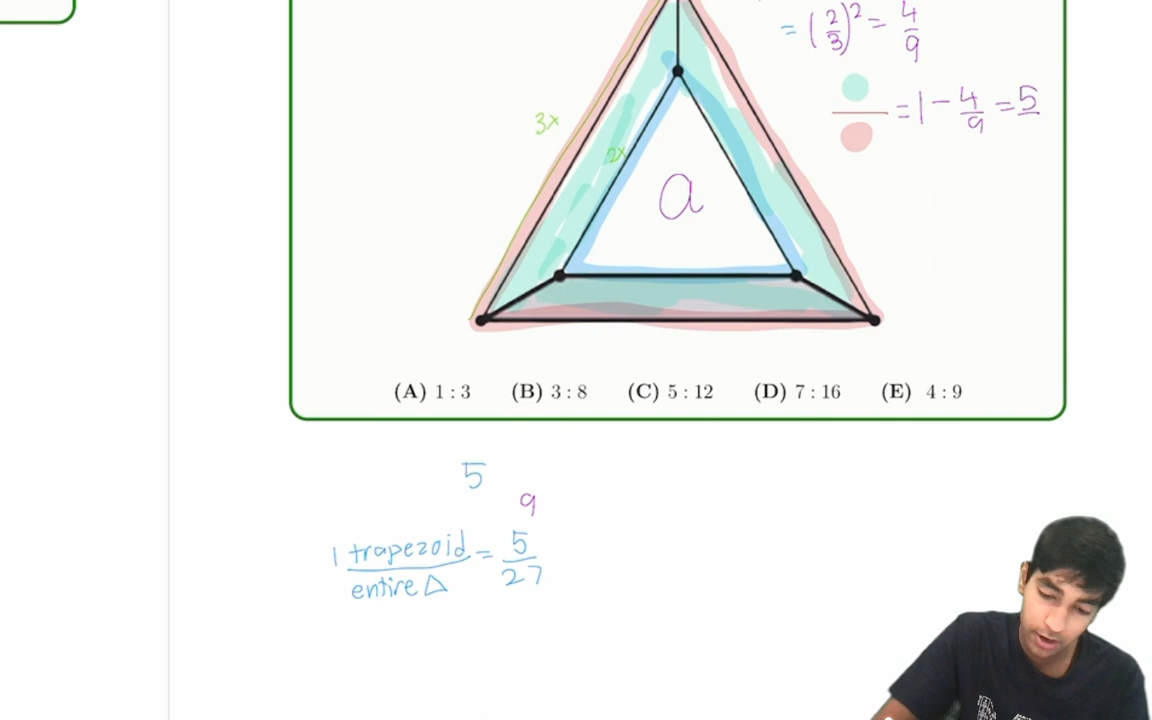 = (2/3)² = 4/9
= 1 - 4/9 = 5
3x
2x
a
(A) 1 : 3 (B) 3 : 8 (C) 5 : 12 (D) 7 : 16 (E) 4 : 9
5
9
1 trapezoid / entire Δ = 5/27